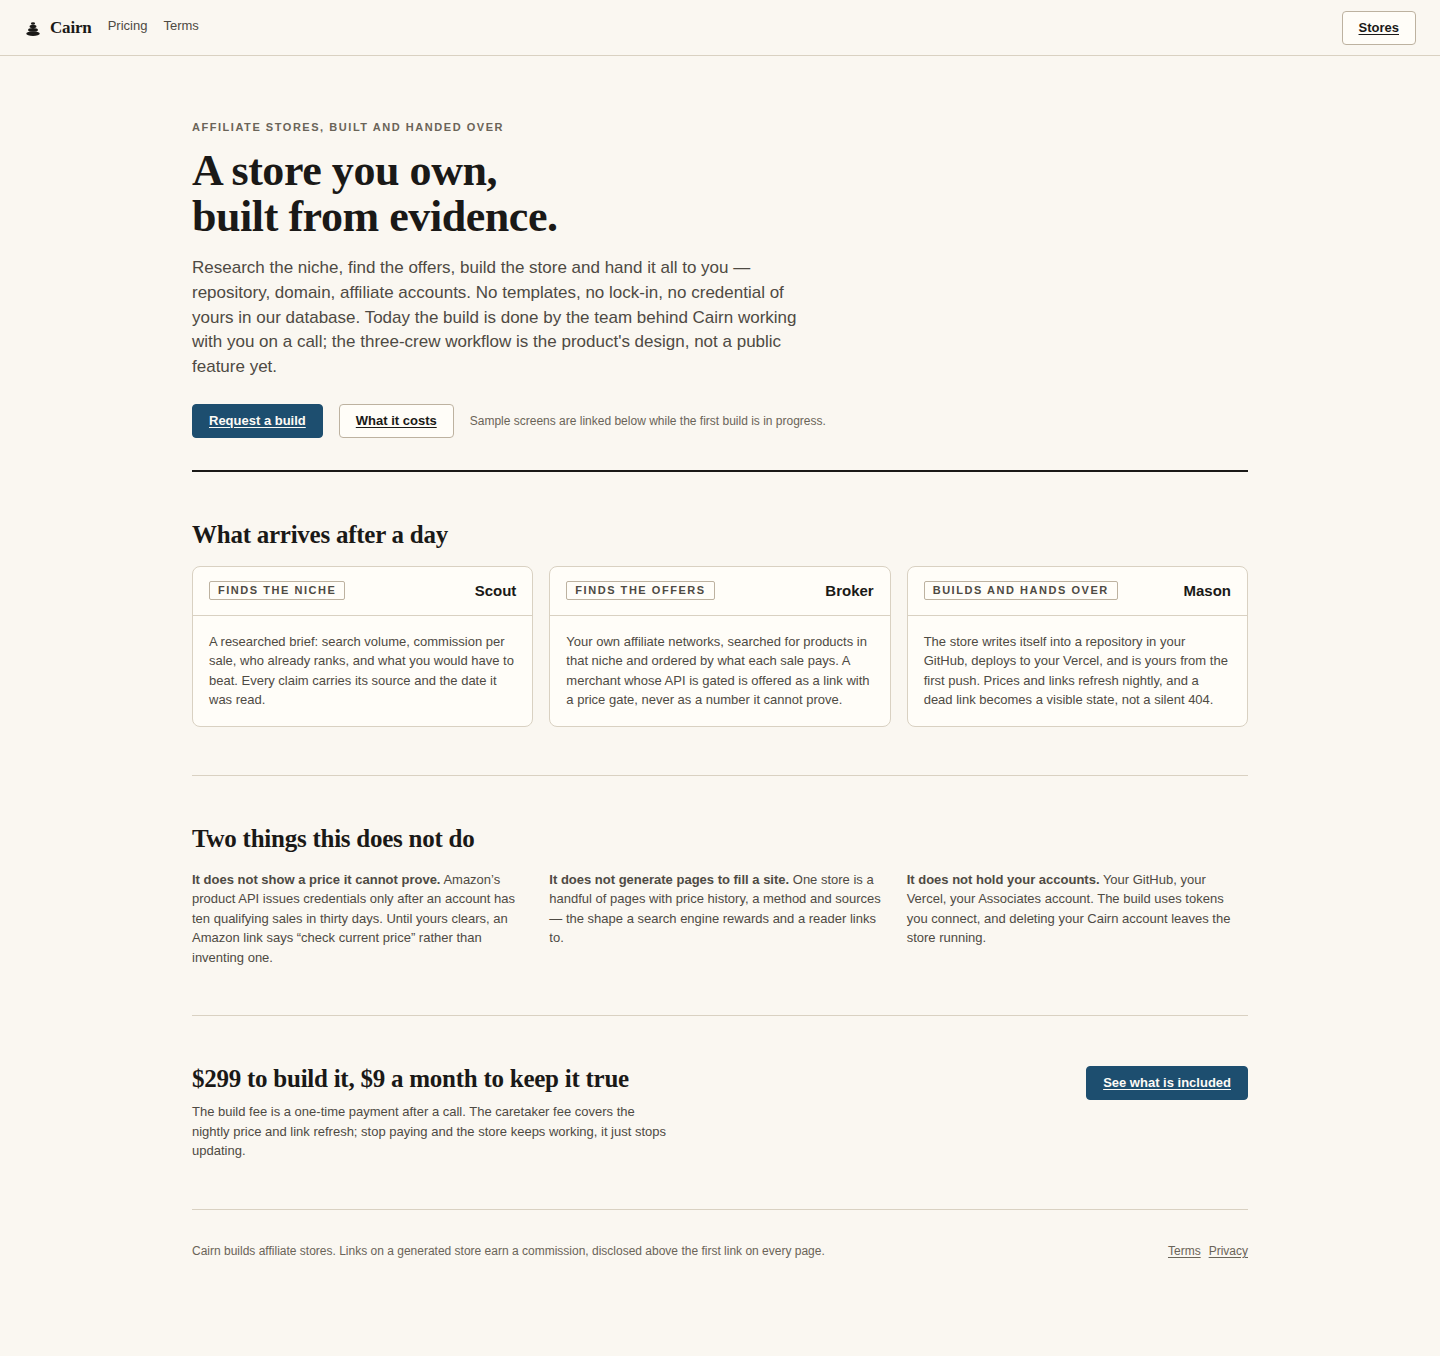 Cairn Pricing Terms Stores
AFFILIATE STORES, BUILT AND HANDED OVER
A store you own,
built from evidence.
Research the niche, find the offers, build the store and hand it all to you —
repository, domain, affiliate accounts. No templates, no lock-in, no credential of
yours in our database. Today the build is done by the team behind Cairn working
with you on a call; the three-crew workflow is the product's design, not a public
feature yet.
Request a build What it costs Sample screens are linked below while the first build is in progress.
What arrives after a day
FINDS THE NICHE Scout
A researched brief: search volume, commission per
sale, who already ranks, and what you would have to
beat. Every claim carries its source and the date it
was read.
FINDS THE OFFERS Broker
Your own affiliate networks, searched for products in
that niche and ordered by what each sale pays. A
merchant whose API is gated is offered as a link with
a price gate, never as a number it cannot prove.
BUILDS AND HANDS OVER Mason
The store writes itself into a repository in your
GitHub, deploys to your Vercel, and is yours from the
first push. Prices and links refresh nightly, and a
dead link becomes a visible state, not a silent 404.
Two things this does not do
It does not show a price it cannot prove. Amazon’s
product API issues credentials only after an account has
ten qualifying sales in thirty days. Until yours clears, an
Amazon link says “check current price” rather than
inventing one.
It does not generate pages to fill a site. One store is a
handful of pages with price history, a method and sources
— the shape a search engine rewards and a reader links
to.
It does not hold your accounts. Your GitHub, your
Vercel, your Associates account. The build uses tokens
you connect, and deleting your Cairn account leaves the
store running.
$299 to build it, $9 a month to keep it true
The build fee is a one-time payment after a call. The caretaker fee covers the
nightly price and link refresh; stop paying and the store keeps working, it just stops
updating.
See what is included
Cairn builds affiliate stores. Links on a generated store earn a commission, disclosed above the first link on every page.
Terms Privacy